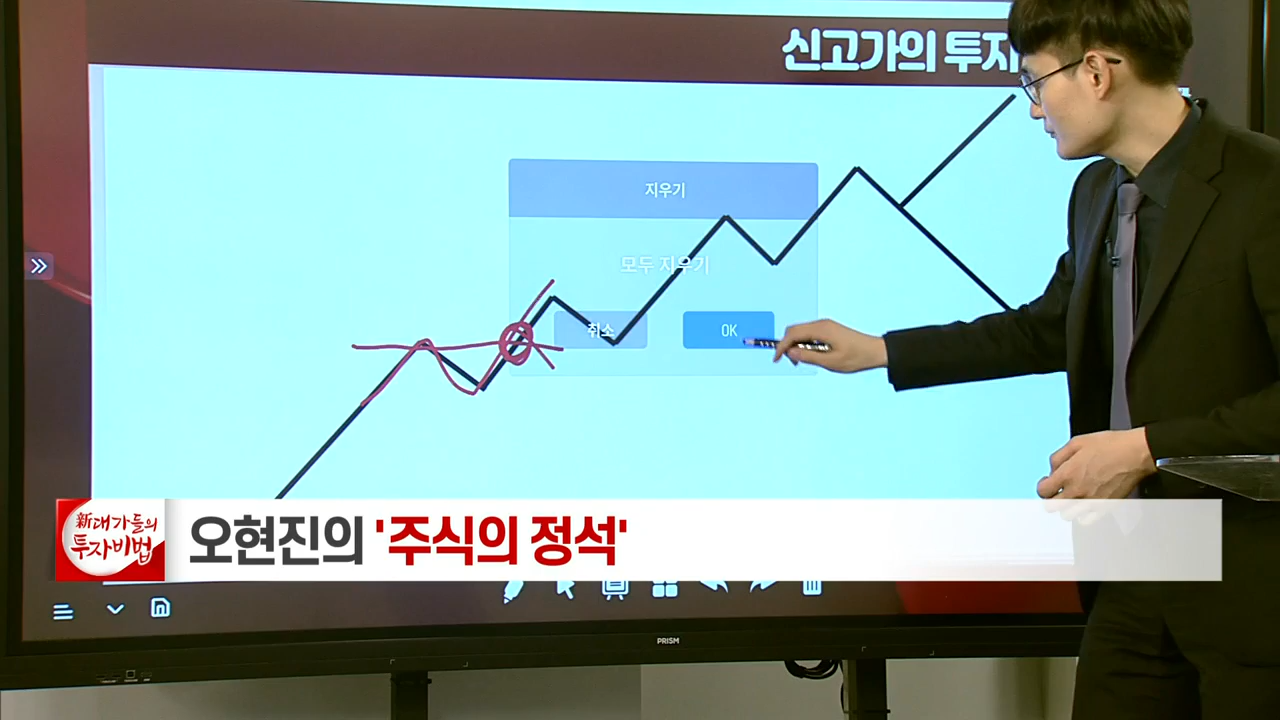 신고가의 투자
지우기
모두 지우기
취소
OK
新대가들의
투자비법
오현진의 '주식의 정석'
PRISM